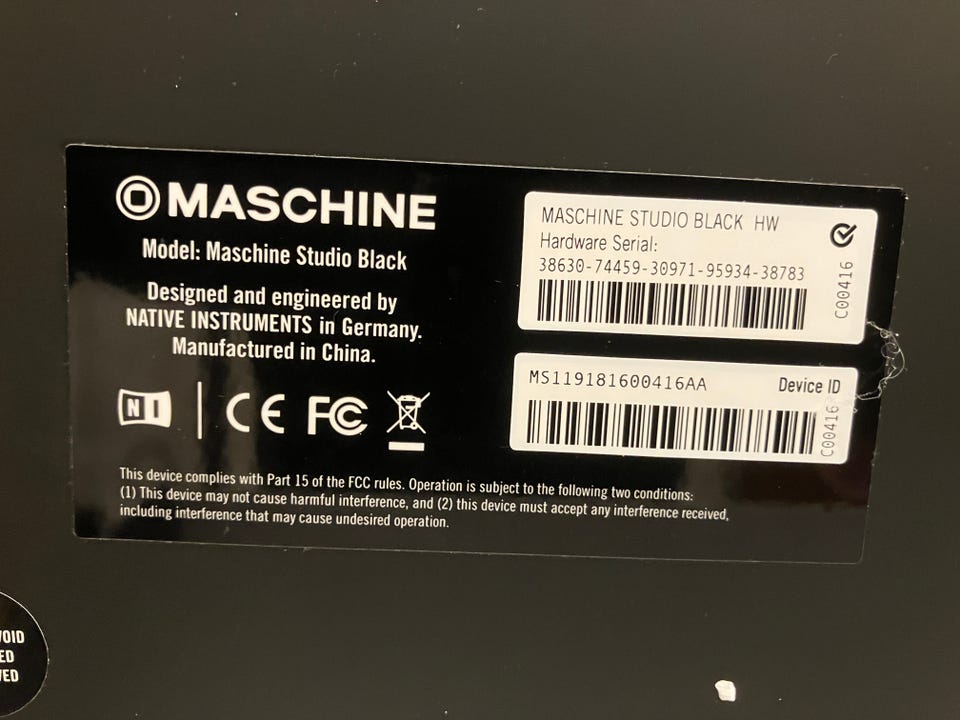 MASCHINE
Model: Maschine Studio Black
Designed and engineered by
NATIVE INSTRUMENTS in Germany.
Manufactured in China.
NI
CE FC
This device complies with Part 15 of the FCC rules. Operation is subject to the following two conditions:
(1) This device may not cause harmful interference, and (2) this device must accept any interference received,
including interference that may cause undesired operation.
MASCHINE STUDIO BLACK HW
Hardware Serial:
38630-74459-30971-95934-38783
C00416
MS119181600416AA Device ID
C00416
OID
ED
VED